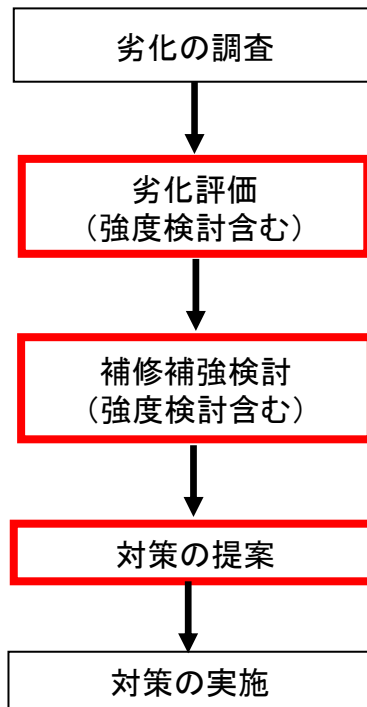 劣化の調査
劣化評価
（強度検討含む）
補修補強検討
（強度検討含む）
対策の提案
対策の実施